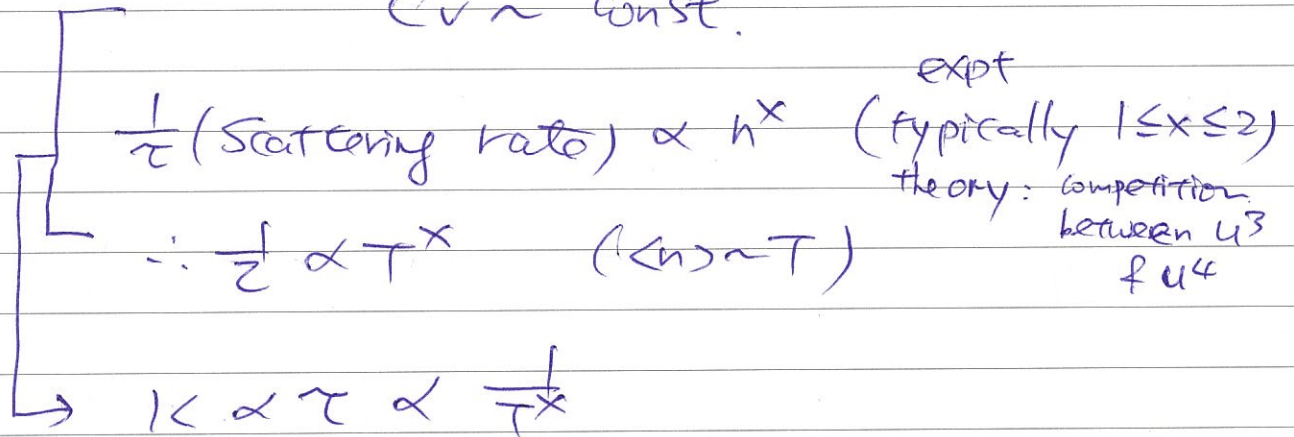 Cv ~ const.
expt
1/τ (scattering rate) ∝ n^x (typically 1≤x≤2)
theory: competition
between u³
& u⁴
∴ 1/τ ∝ T^x (<n>~T)
→ K ∝ τ ∝ 1/T^x